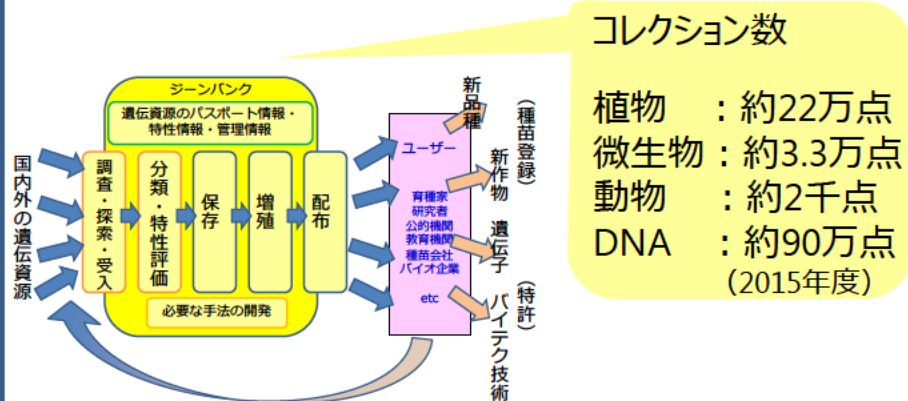 コレクション数
植物　：約22万点
微生物：約3.3万点
動物　：約2千点
DNA　：約90万点
（2015年度）
ジーンバンク
遺伝資源のパスポート情報・
特性情報・管理情報
国内外の遺伝資源
調査・探索・受入
分類・特性評価
保存
増殖
配布
必要な手法の開発
ユーザー
育種家
研究者
公的機関
教育機関
種苗会社
バイオ企業
etc
新品種
（種苗登録）
新作物
遺伝子
（特許）
バイテク技術